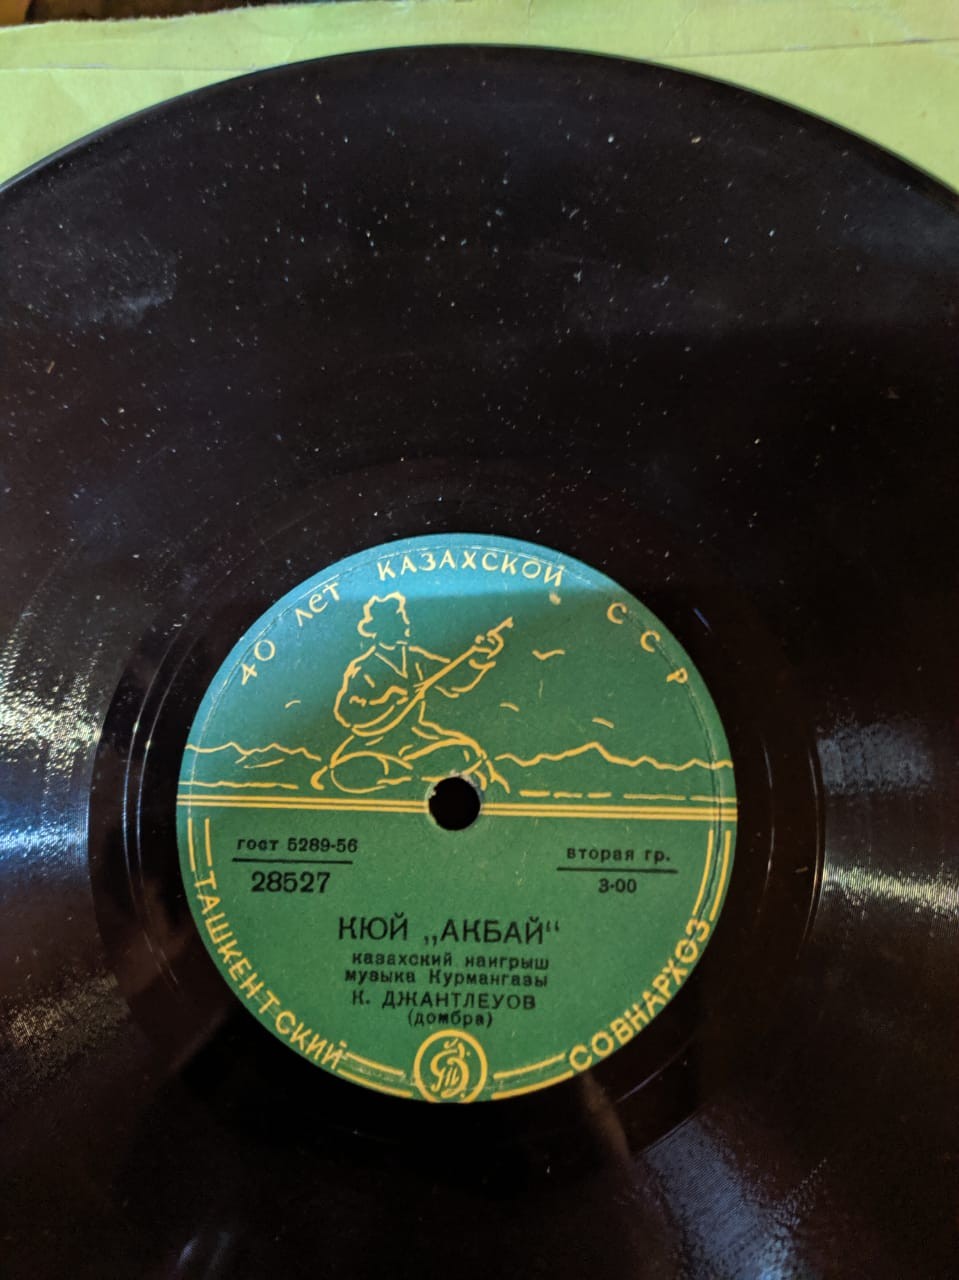 40 лет КАЗАХСКОЙ ССР
гост 5289-56
28527
вторая гр.
3-00
КЮЙ „АКБАЙ“
казахский наигрыш
музыка Курмангазы
К. ДЖАНТЛЕУОВ
(домбра)
ТАШКЕНТСКИЙ СОВНАРХОЗ